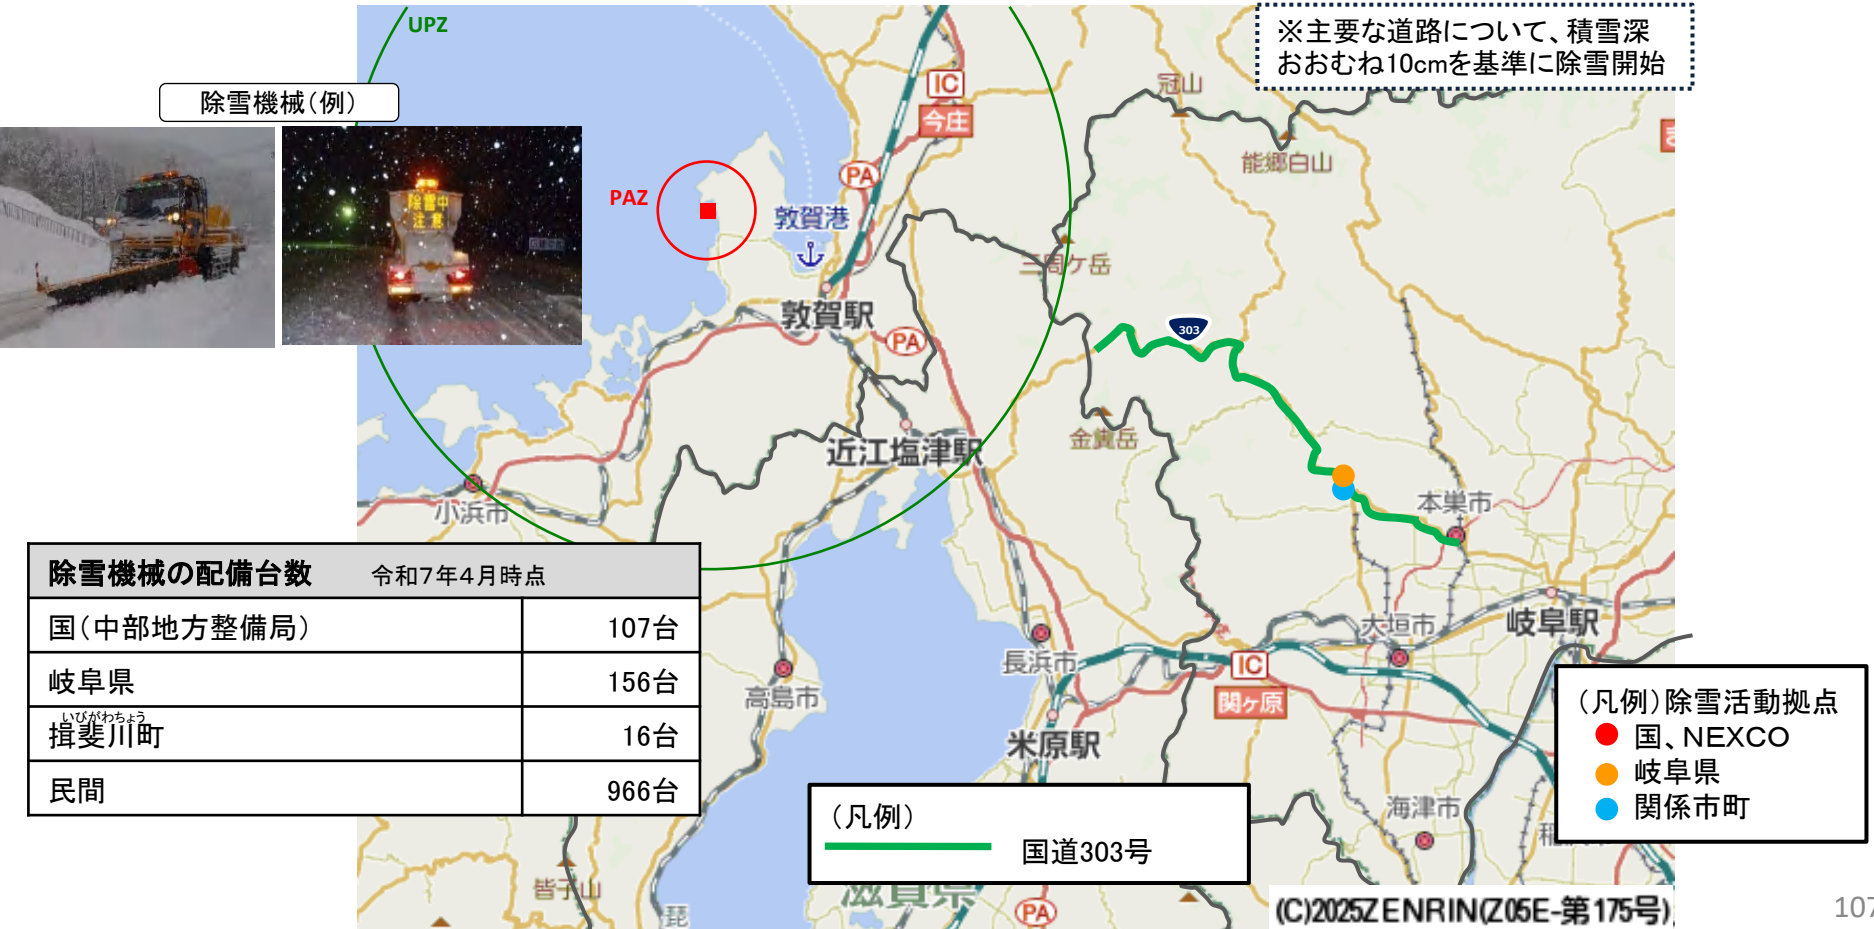 UPZ
※主要な道路について、積雪深
おおむね10cmを基準に除雪開始
除雪機械(例)
除雪中
注意
PAZ
IC
今庄
PA
敦賀港
敦賀駅
PA
冠山
能郷白山
三周ケ岳
303
金糞岳
近江塩津駅
小浜市
本巣市
除雪機械の配備台数 令和7年4月時点
国(中部地方整備局) 107台
岐阜県 156台
いびがわちょう
揖斐川町 16台
民間 966台
高島市
長浜市
米原駅
大垣市
岐阜駅
IC
関ヶ原
海津市
(凡例)除雪活動拠点
国、NEXCO
岐阜県
関係市町
(凡例)
国道303号
皆子山
琵
滋賀県
PA
(C)2025ZENRIN(Z05E-第175号)
107